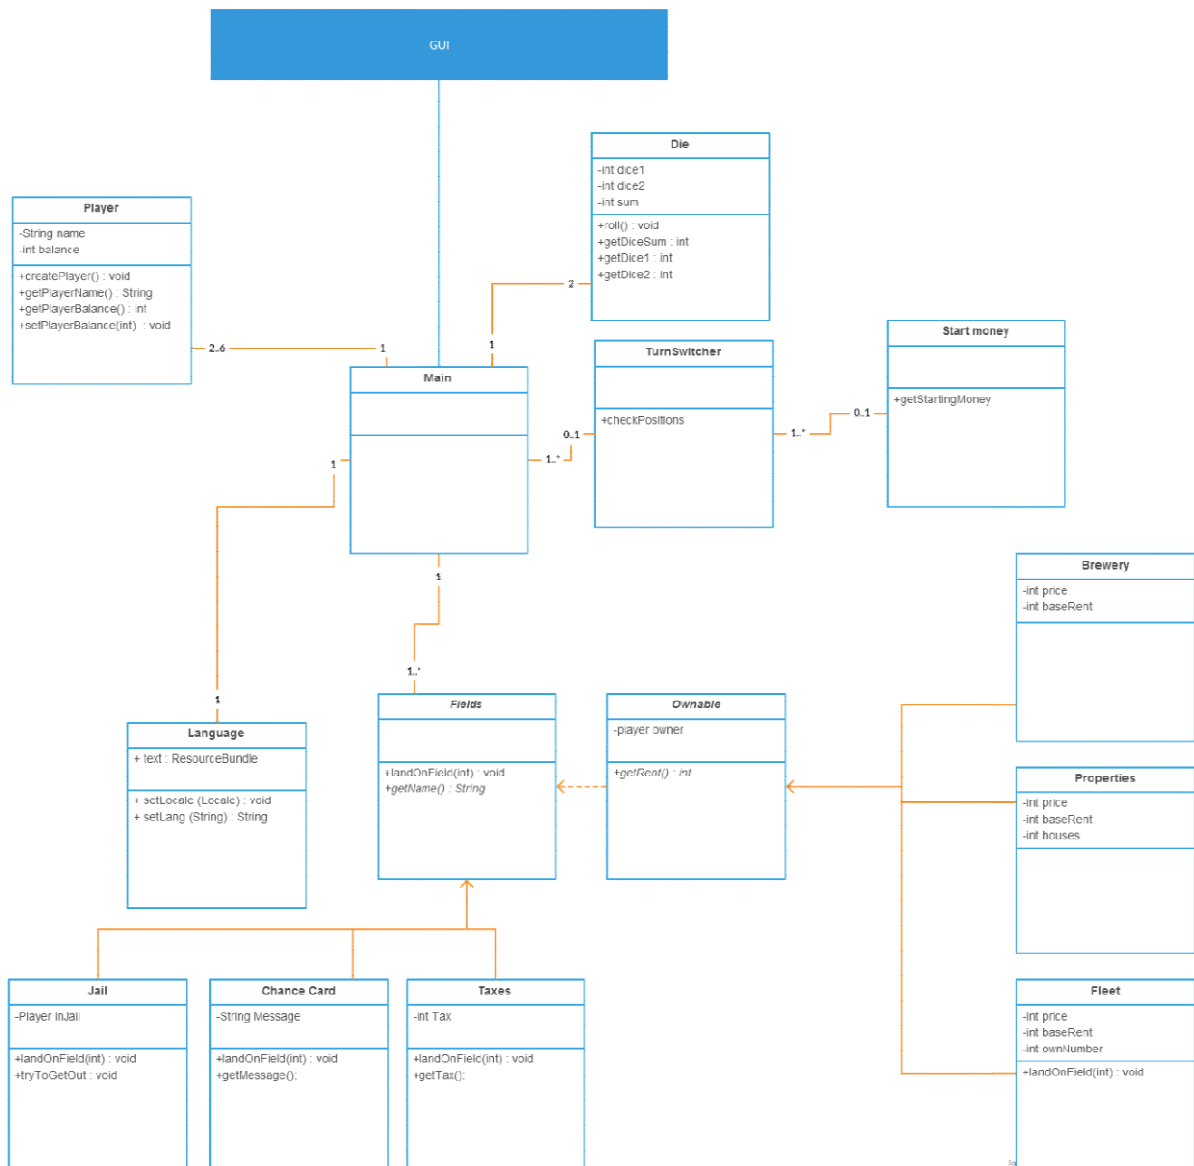 GUI
Die
-int dice1
-int dice2
-int sum
+roll() : void
+getDiceSum : int
+getDice1 : int
+getDice2 : int
Player
-String name
-int balance
+createPlayer() : void
+getPlayerName() : String
+getPlayerBalance() : int
+setPlayerBalance(int) : void
2..6
1
2
1
Main
TurnSwitcher
+checkPositions
Start money
+getStartingMoney
0..1
1..*
0..1
1..*
1
1
1
1..*
Language
+ text : ResourceBundle
+ setLocale (Locale) : void
+ setLang (String) : String
Fields
+landOnField(int) : void
+getName() : String
Ownable
-player owner
+getRent() : int
Brewery
-int price
-int baseRent
Properties
-int price
-int baseRent
-int houses
Fleet
-int price
-int baseRent
-int ownNumber
+landOnField(int) : void
Jail
-Player inJail
+landOnField(int) : void
+tryToGetOut : void
Chance Card
-String Message
+landOnField(int) : void
+getMessage();
Taxes
-int Tax
+landOnField(int) : void
+getTax();